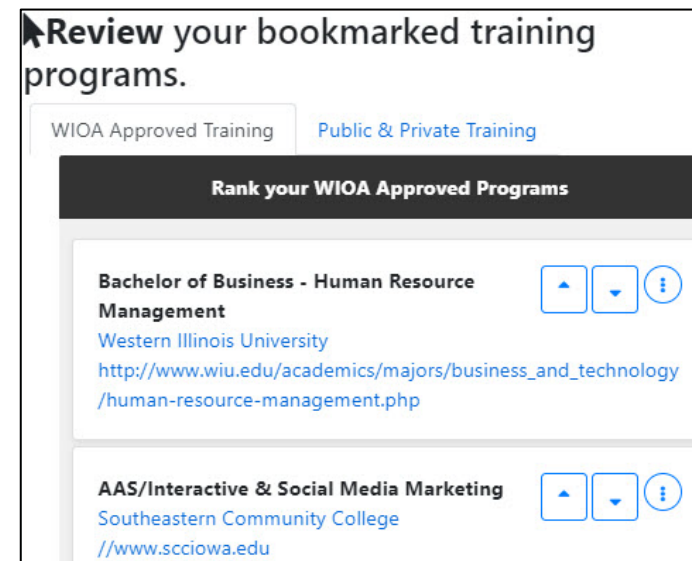 Review your bookmarked training
programs.
WIOA Approved Training
Public & Private Training
Rank your WIOA Approved Programs
Bachelor of Business - Human Resource
Management
Western Illinois University
http://www.wiu.edu/academics/majors/business_and_technology
/human-resource-management.php
AAS/Interactive & Social Media Marketing
Southeastern Community College
//www.scciowa.edu